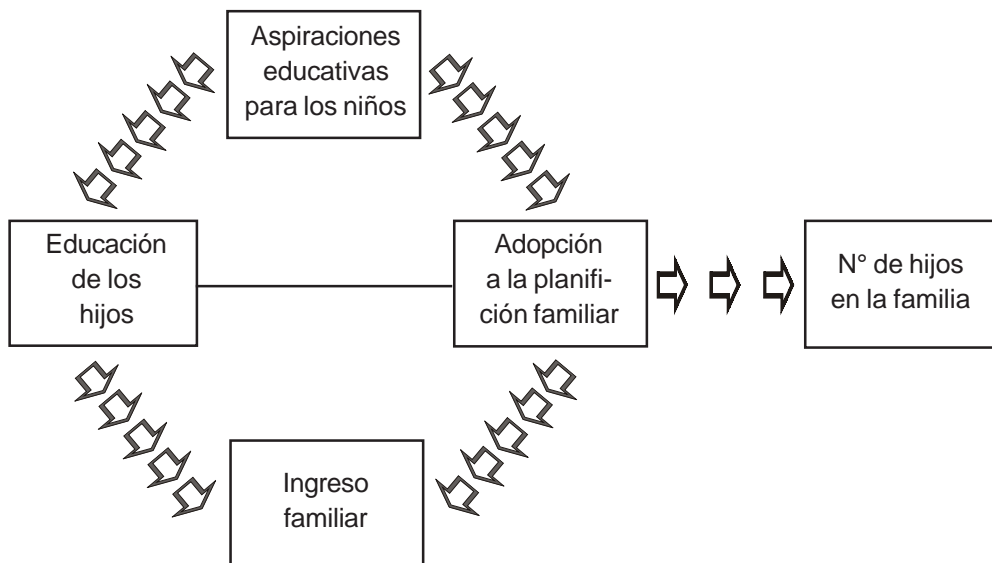 Aspiraciones
educativas
para los niños
Educación
de los
hijos
Adopción
a la planifi-
ción familiar
N° de hijos
en la familia
Ingreso
familiar